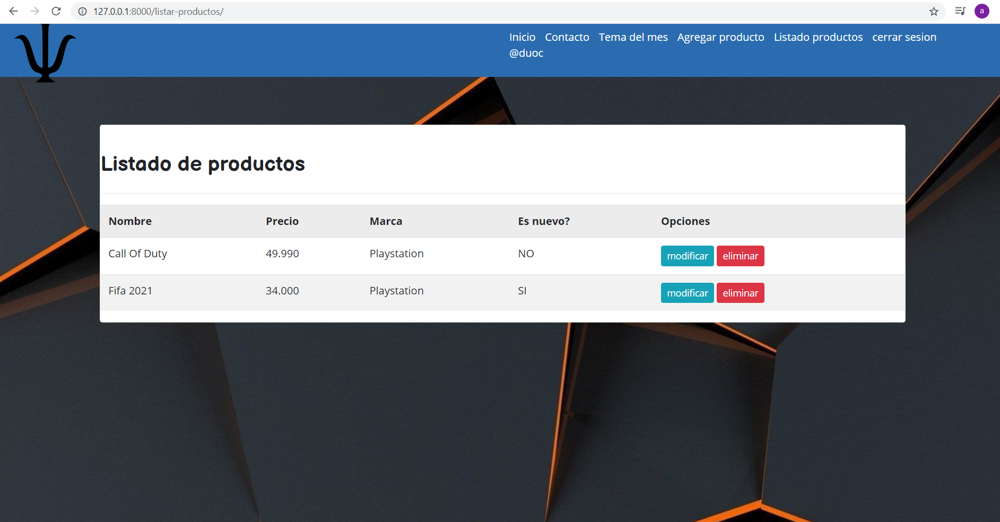 127.0.0.1:8000/listar-productos/
a
Inicio Contacto Tema del mes Agregar producto Listado productos cerrar sesion
@duoc
Listado de productos
Nombre Precio Marca Es nuevo? Opciones
Call Of Duty 49.990 Playstation NO modificar eliminar
Fifa 2021 34.000 Playstation SI modificar eliminar